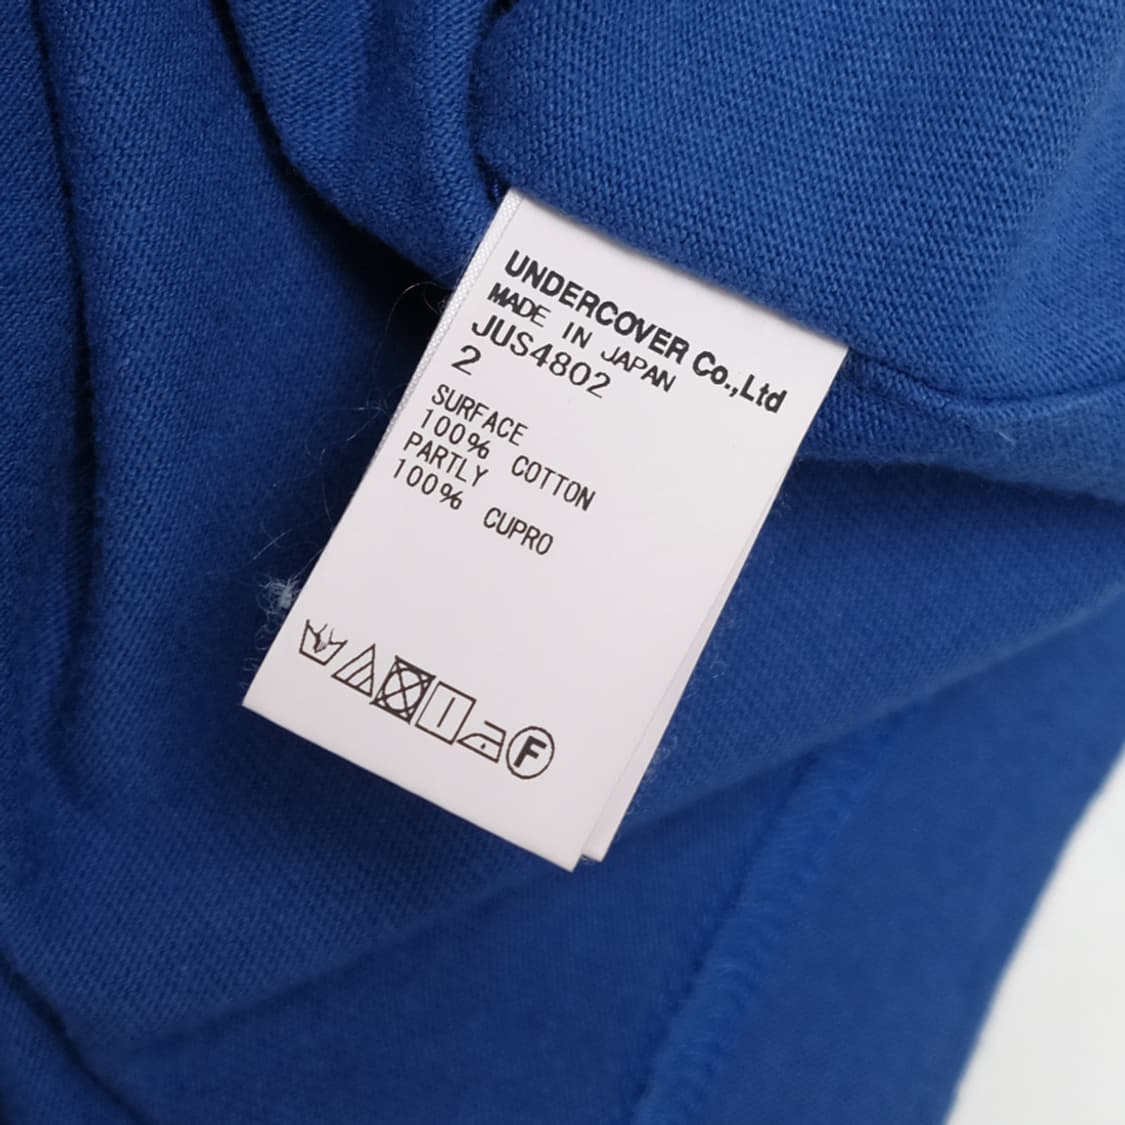 UNDERCOVER Co.,Ltd
MADE IN JAPAN
JUS4802
2
SURFACE
100% COTTON
PARTLY
100% CUPRO
F